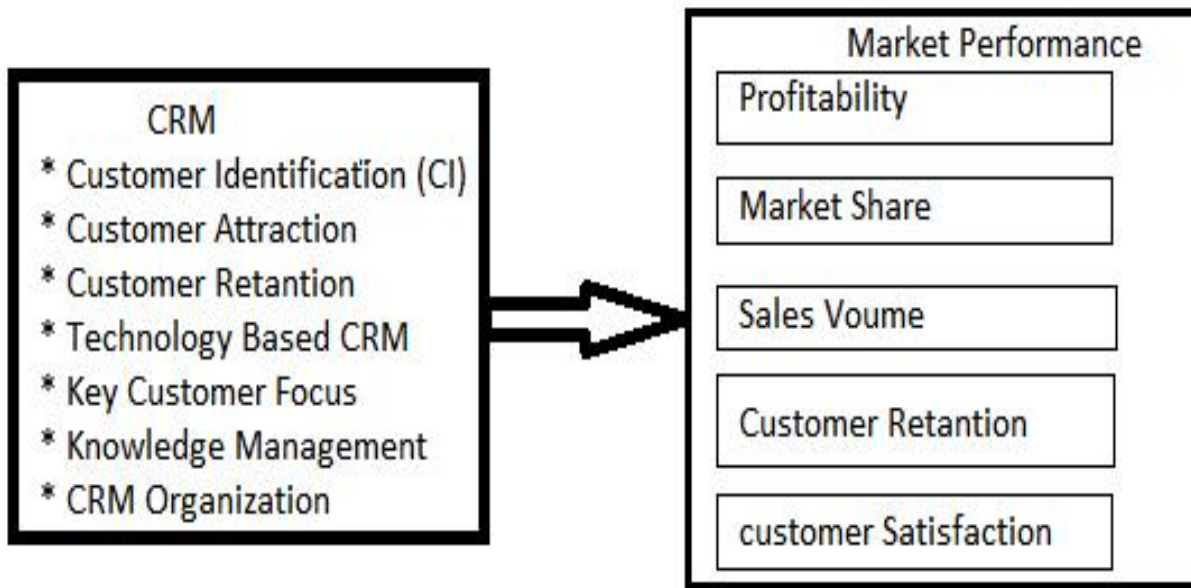 CRM
* Customer Identification (CI)
* Customer Attraction
* Customer Retantion
* Technology Based CRM
* Key Customer Focus
* Knowledge Management
* CRM Organization
Market Performance
Profitability
Market Share
Sales Voume
Customer Retantion
customer Satisfaction